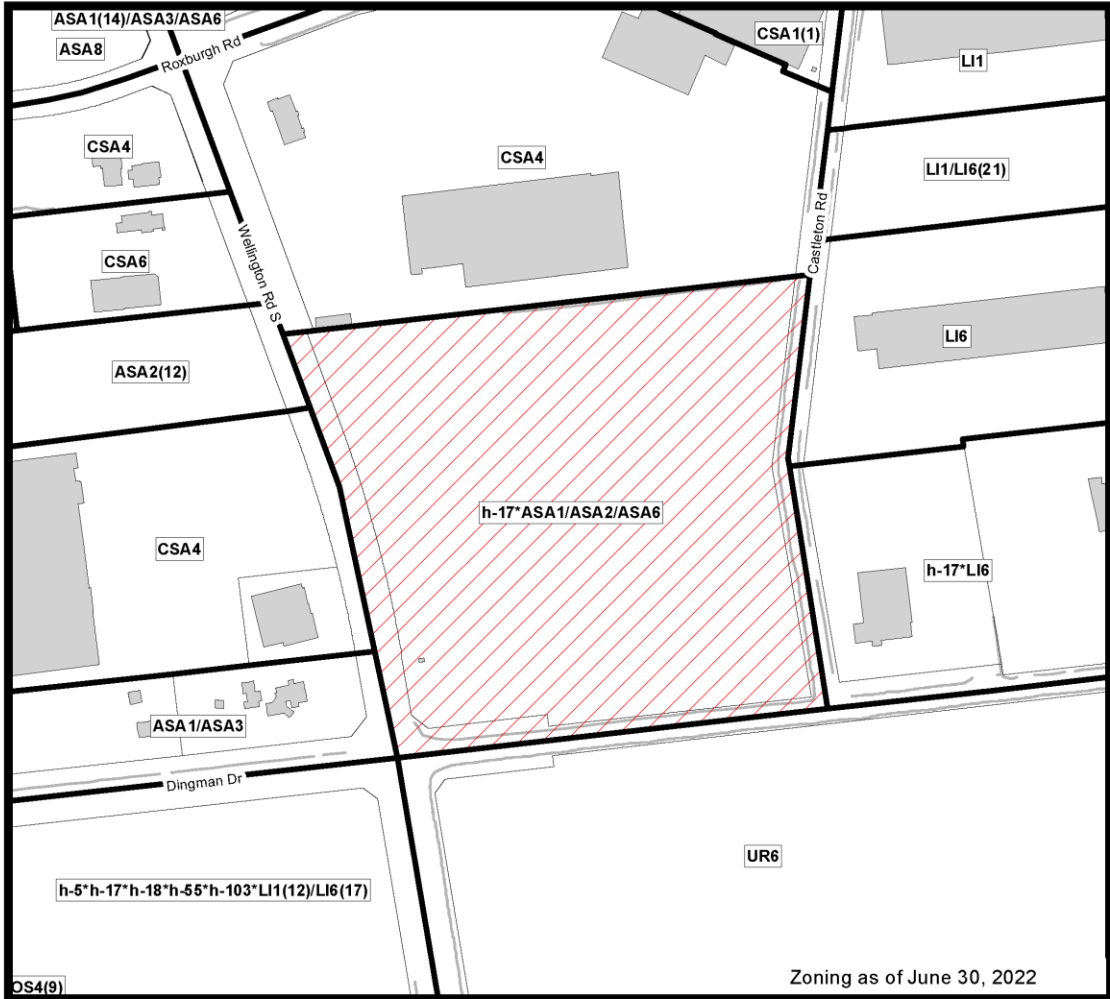 ASA1(14)/ASA3/ASA6
ASA8
Roxburgh Rd
CSA1(1)
LI1
CSA4
CSA4
LI1/LI6(21)
Wellington Rd S
Castleton Rd
CSA6
LI6
ASA2(12)
h-17*ASA1/ASA2/ASA6
CSA4
h-17*LI6
ASA1/ASA3
Dingman Dr
UR6
h-5*h-17*h-18*h-55*h-103*LI1(12)/LI6(17)
OS4(9)
Zoning as of June 30, 2022